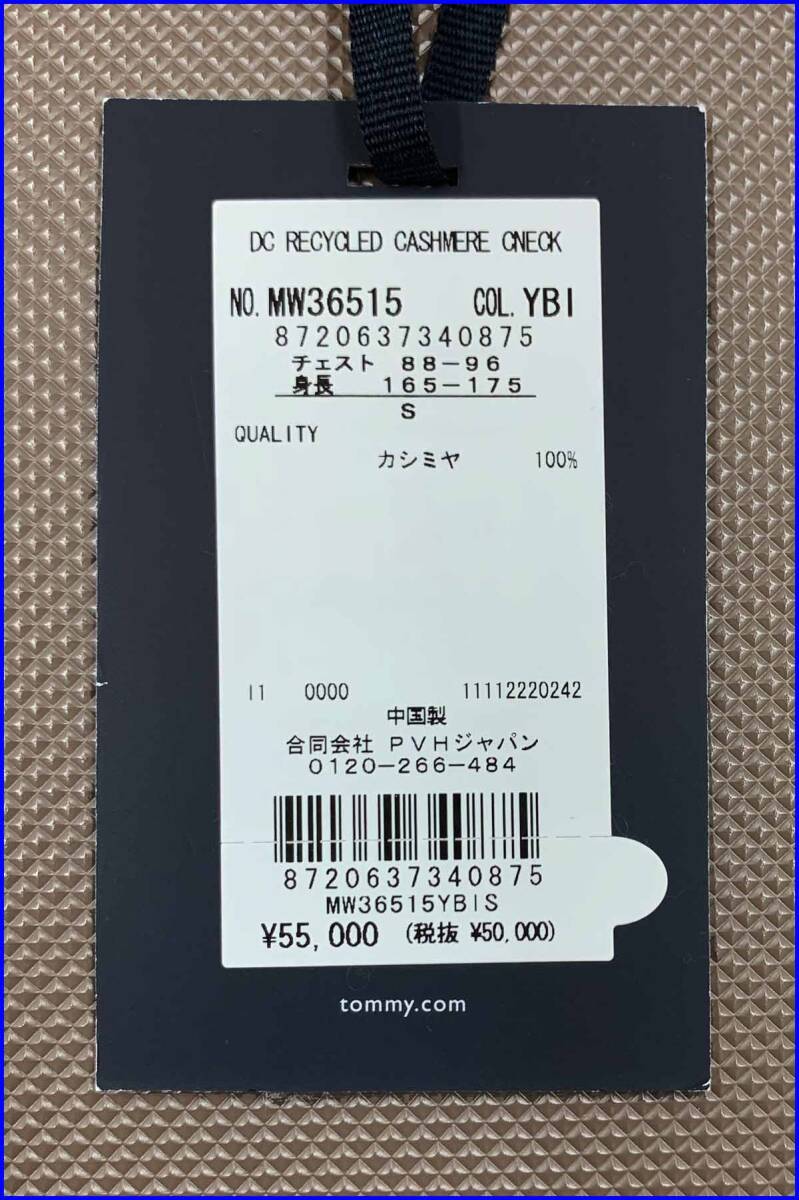 DC RECYCLED CASHMERE CNECK
NO. MW36515 COL. YBI
8720637340875
チェスト 88-96
身長 165-175
S
QUALITY
カシミヤ 100%
I1 0000 11112220242
中国製
合同会社 PVHジャパン
0120-266-484
8720637340875
MW36515YBIS
¥55,000 (税抜 ¥50,000)
tommy.com